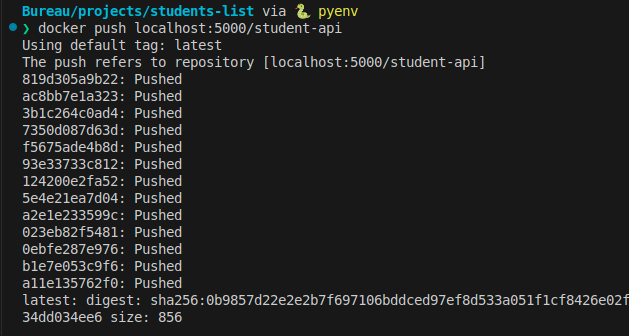 Bureau/projects/students-list via 🐍 pyenv
❯ docker push localhost:5000/student-api
Using default tag: latest
The push refers to repository [localhost:5000/student-api]
819d305a9b22: Pushed
ac8bb7e1a323: Pushed
3b1c264c0ad4: Pushed
7350d087d63d: Pushed
f5675ade4b8d: Pushed
93e33733c812: Pushed
124200e2fa52: Pushed
5e4e21ea7d04: Pushed
a2e1e233599c: Pushed
023eb82f5481: Pushed
0ebfe287e976: Pushed
b1e7e053c9f6: Pushed
a11e135762f0: Pushed
latest: digest: sha256:0b9857d22e2e2b7f697106bddced97ef8d533a051f1cf8426e02f
34dd034ee6 size: 856